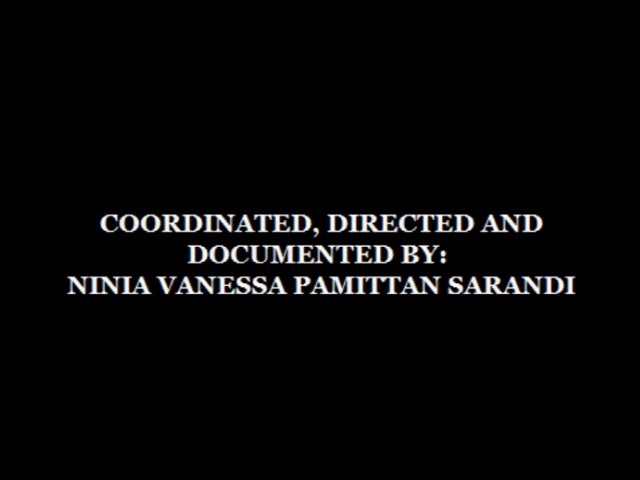 COORDINATED, DIRECTED AND
DOCUMENTED BY:
NINIA VANESSA PAMITTAN SARANDI